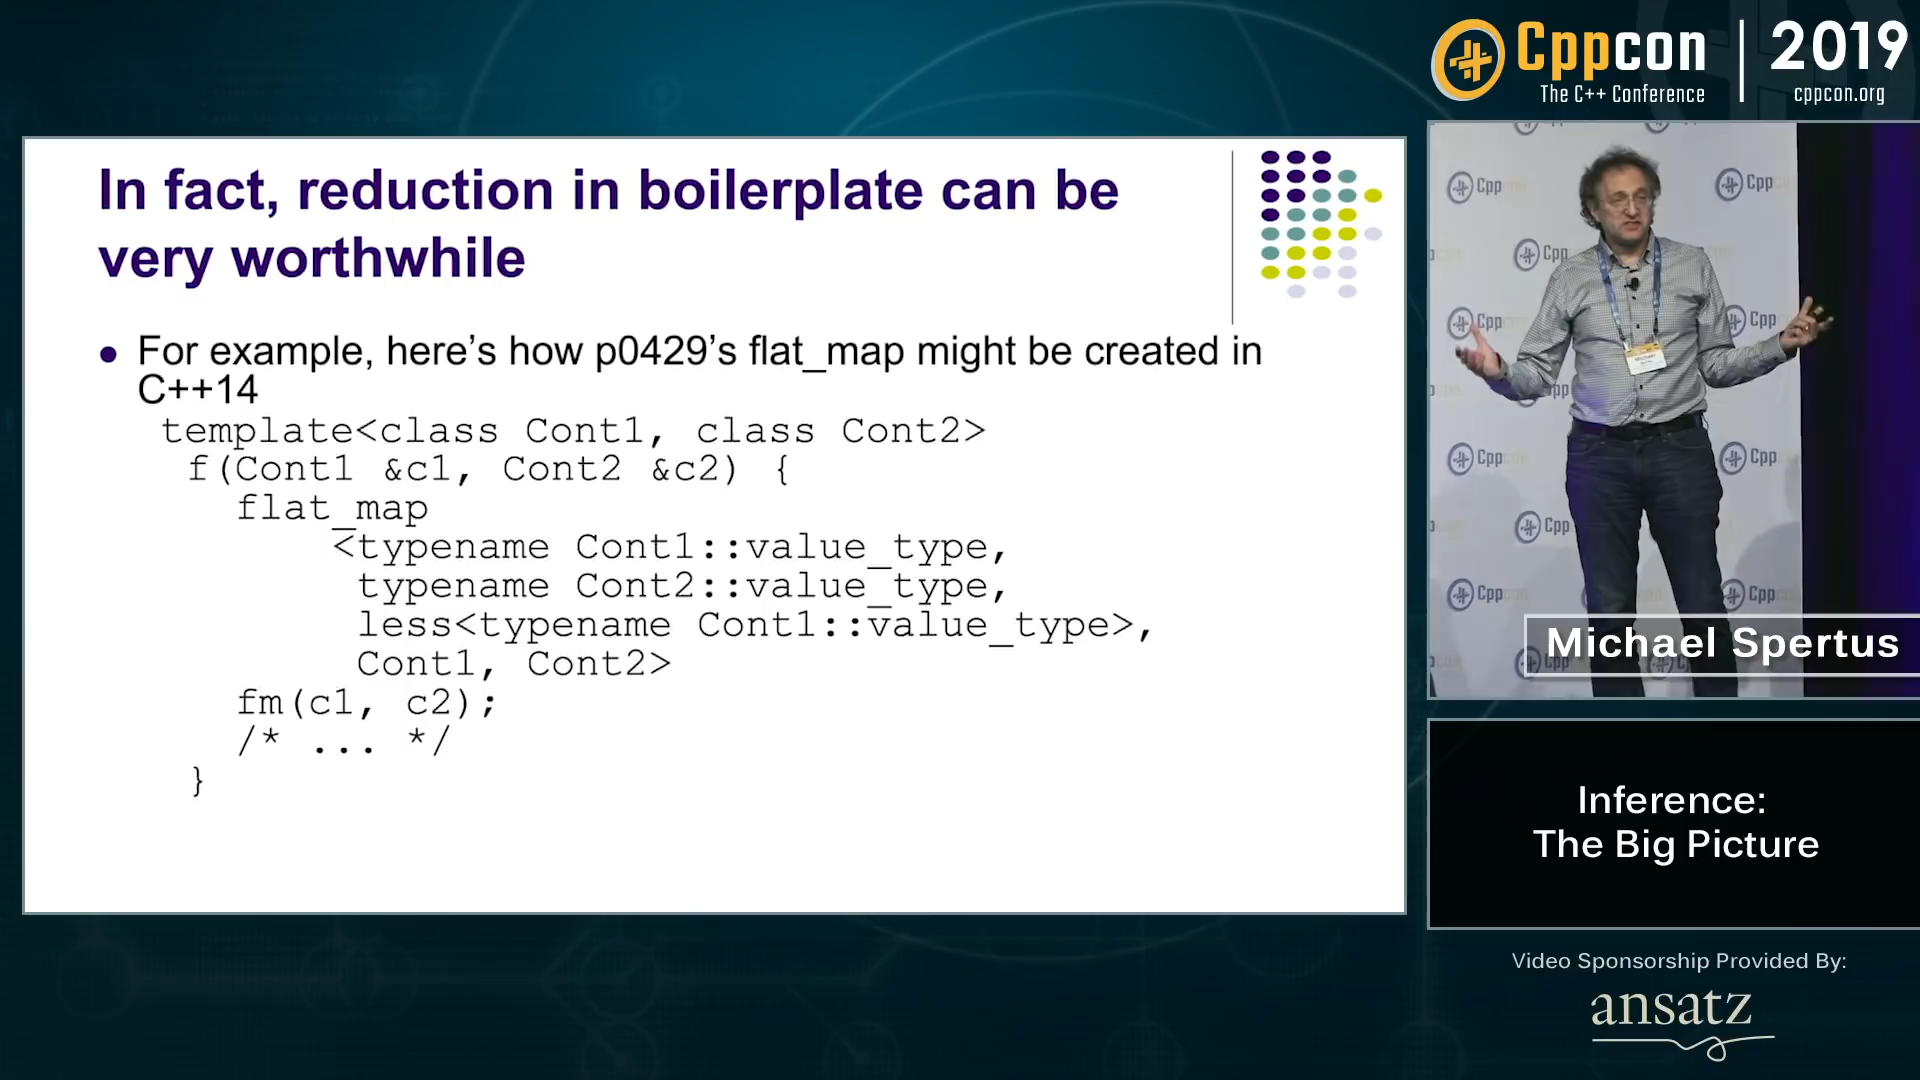 Cppcon
The C++ Conference
2019
cppcon.org
In fact, reduction in boilerplate can be
very worthwhile
● For example, here’s how p0429’s flat_map might be created in
C++14
template<class Cont1, class Cont2>
f(Cont1 &c1, Cont2 &c2) {
flat_map
<typename Cont1::value_type,
typename Cont2::value_type,
less<typename Cont1::value_type>,
Cont1, Cont2>
fm(c1, c2);
/* ... */
}
Michael Spertus
Inference:
The Big Picture
Video Sponsorship Provided By:
ansatz